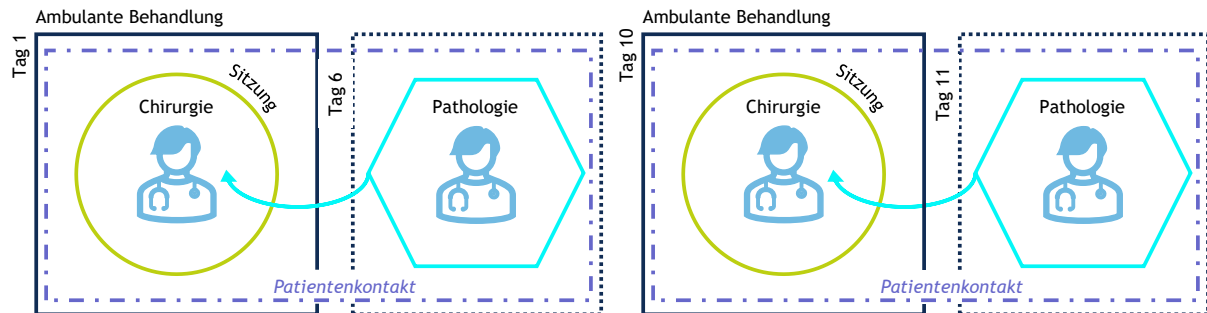 Ambulante Behandlung
Tag 1
Sitzung
Chirurgie
Tag 6
Pathologie
Patientenkontakt
Ambulante Behandlung
Tag 10
Sitzung
Chirurgie
Tag 11
Pathologie
Patientenkontakt